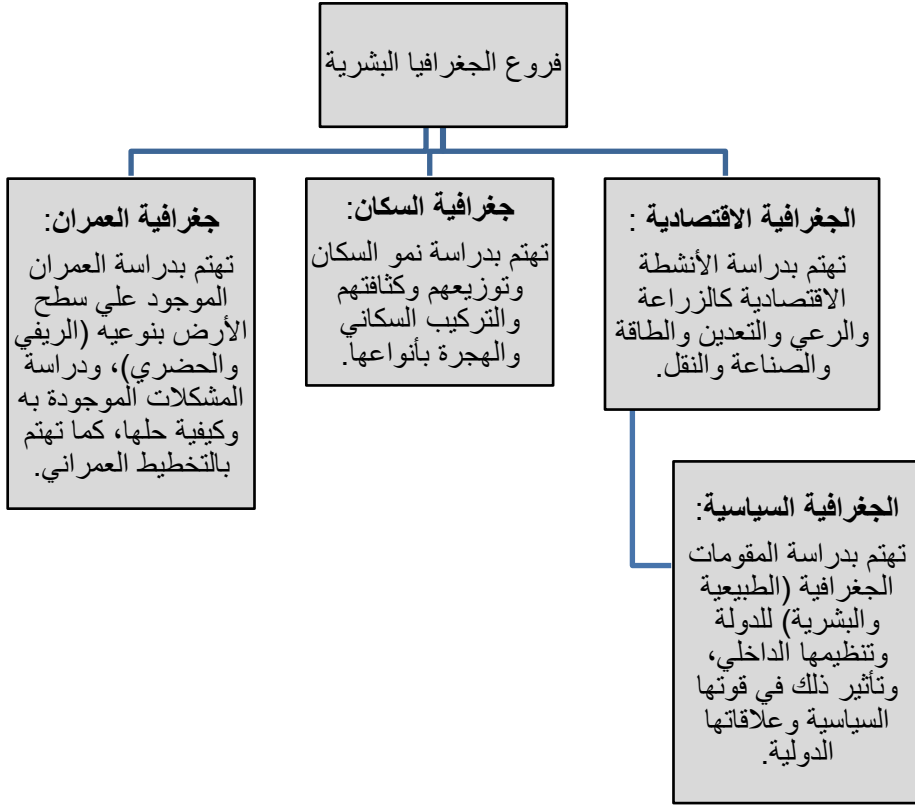 فروع الجغرافيا البشرية
الجغرافية الاقتصادية :
تهتم بدراسة الأنشطة
الاقتصادية كالزراعة
والرعي والتعدين والطاقة
والصناعة والنقل.
جغرافية السكان:
تهتم بدراسة نمو السكان
وتوزيعهم وكثافتهم
والتركيب السكاني
والهجرة بأنواعها.
جغرافية العمران:
تهتم بدراسة العمران
الموجود علي سطح
الأرض بنوعيه (الريفي
والحضري)، ودراسة
المشكلات الموجودة به
وكيفية حلها، كما تهتم
بالتخطيط العمراني.
الجغرافية السياسية:
تهتم بدراسة المقومات
الجغرافية (الطبيعية
والبشرية) للدولة
وتنظيمها الداخلي،
وتأثير ذلك في قوتها
السياسية وعلاقاتها
الدولية.